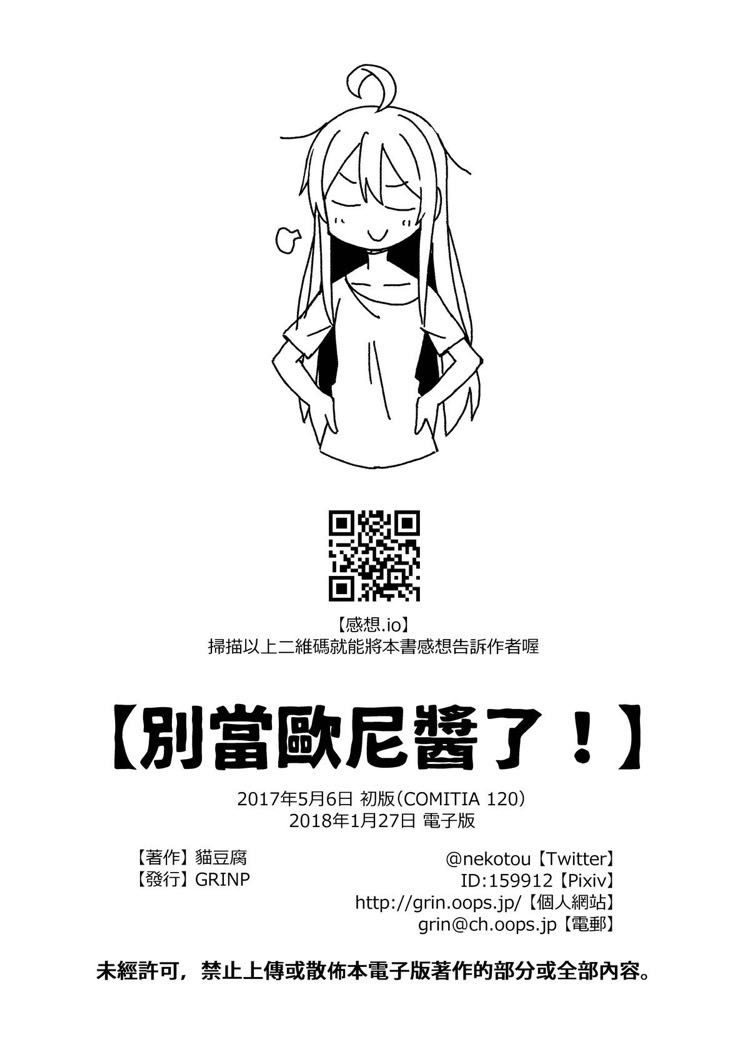 【感想.io】
掃描以上二維碼就能將本書感想告訴作者喔
【別當歐尼醬了！】
2017年5月6日 初版（COMITIA 120）
2018年1月27日 電子版
【著作】貓豆腐
【發行】GRINP
@nekotou【Twitter】
ID:159912【Pixiv】
http://grin.oops.jp/【個人網站】
grin@ch.oops.jp【電郵】
未經許可，禁止上傳或散佈本電子版著作的部分或全部內容。